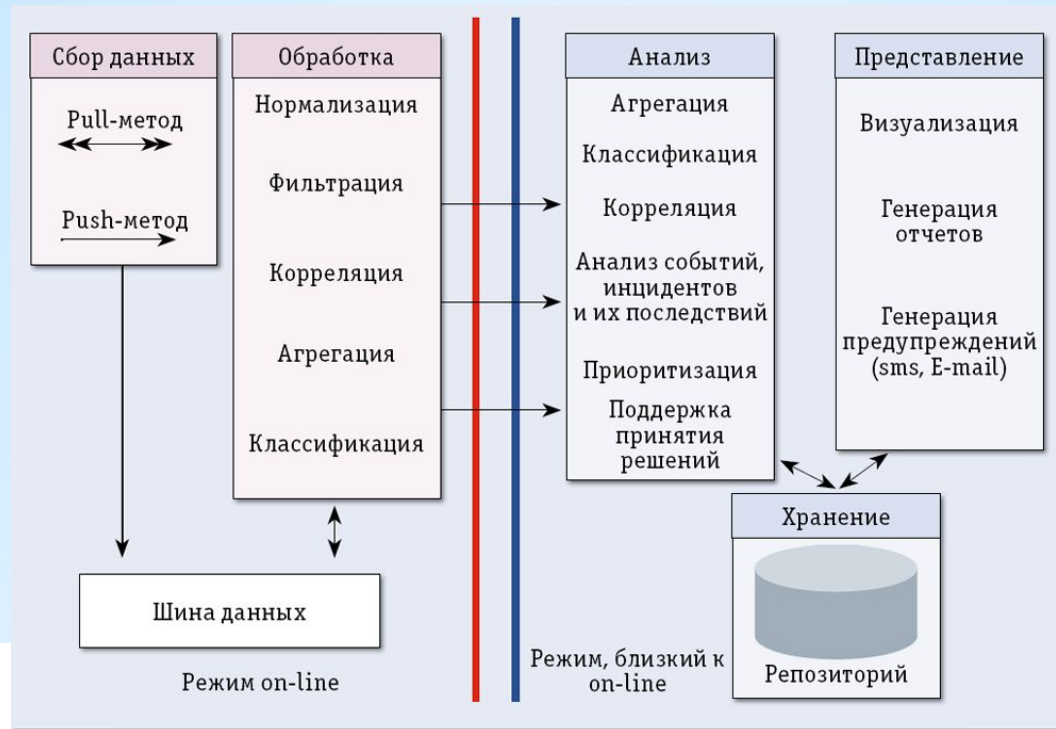 Сбор данных
Pull-метод
Push-метод
Обработка
Нормализация
Фильтрация
Корреляция
Агрегация
Классификация
Шина данных
Режим on-line
Анализ
Агрегация
Классификация
Корреляция
Анализ событий,
инцидентов
и их последствий
Приоритизация
Поддержка
принятия
решений
Представление
Визуализация
Генерация
отчетов
Генерация
предупреждений
(sms, E-mail)
Хранение
Репозиторий
Режим, близкий к
on-line